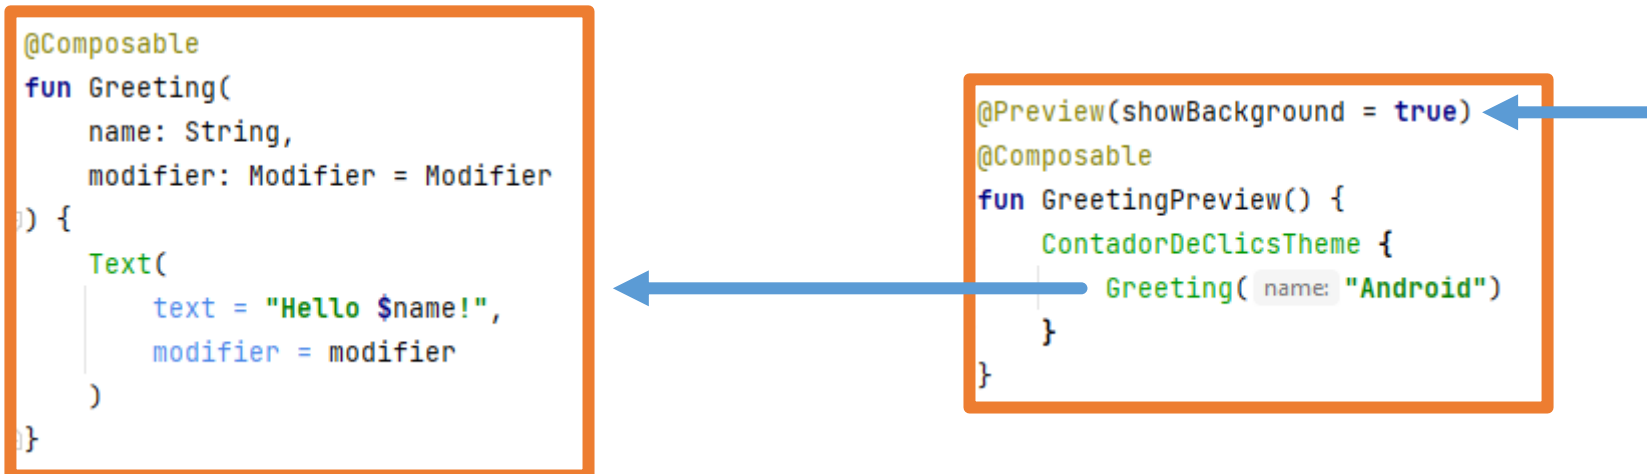 @Composable
fun Greeting(
    name: String,
    modifier: Modifier = Modifier
) {
    Text(
        text = "Hello $name!",
        modifier = modifier
    )
}
@Preview(showBackground = true)
@Composable
fun GreetingPreview() {
    ContadorDeClicsTheme {
        Greeting( name: "Android")
    }
}